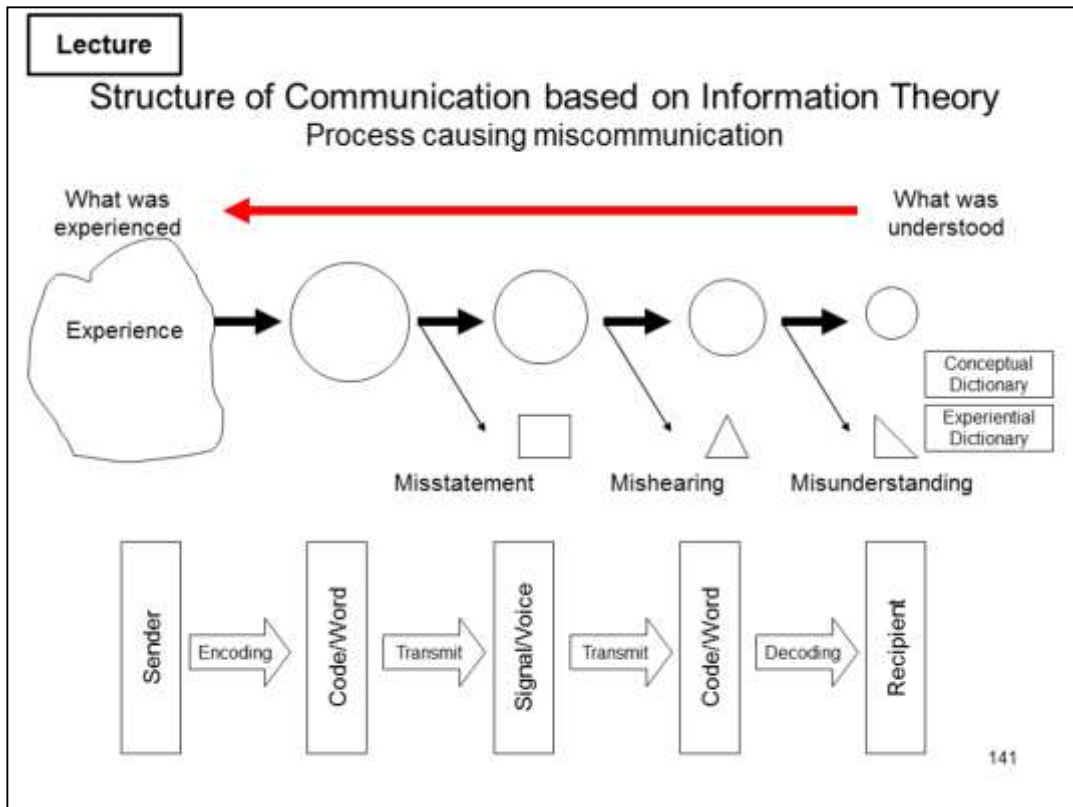 Lecture
Structure of Communication based on Information Theory
Process causing miscommunication
What was
experienced
What was
understood
Experience
Conceptual
Dictionary
Experiential
Dictionary
Misstatement
Mishearing
Misunderstanding
Sender
Encoding
Code/Word
Transmit
Signal/Voice
Transmit
Code/Word
Decoding
Recipient
141